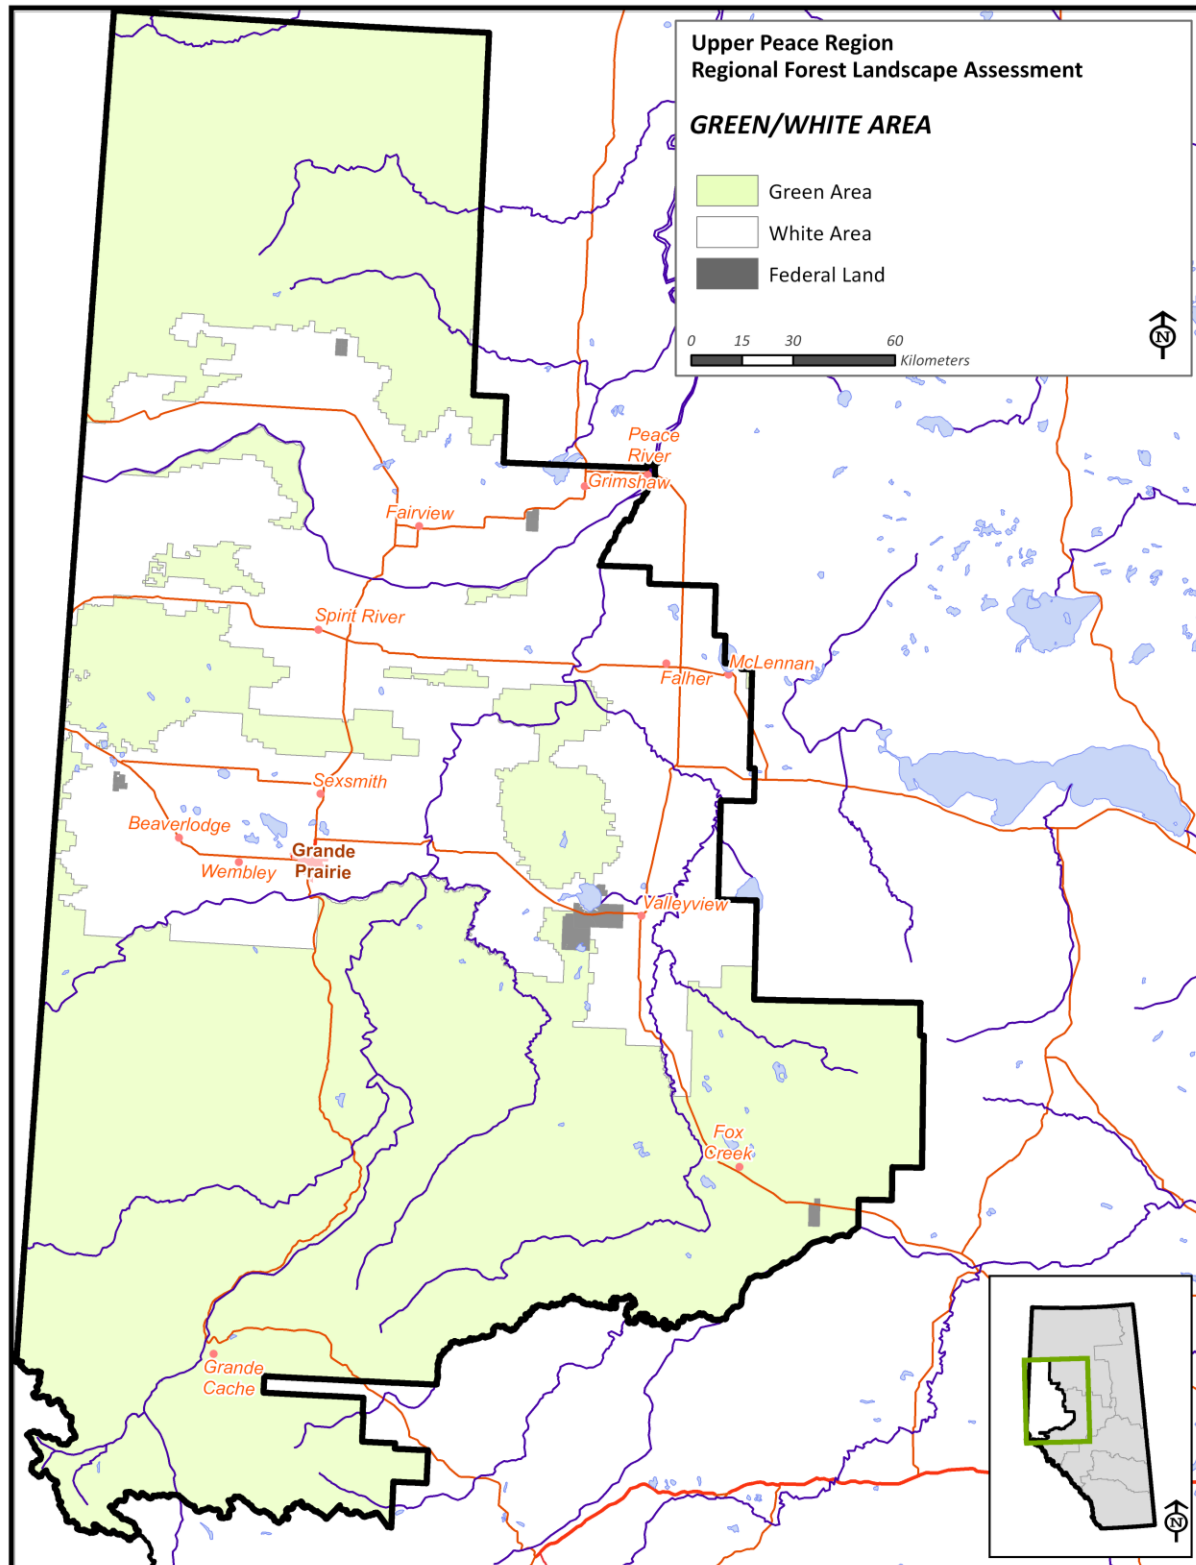 Upper Peace Region
Regional Forest Landscape Assessment
GREEN/WHITE AREA
Green Area
White Area
Federal Land
0 15 30 60
Kilometers
N
Peace
River
Grimshaw
Fairview
Spirit River
McLennan
Falher
Sexsmith
Beaverlodge
Grande
Prairie
Wembley
Valleyview
Fox
Creek
Grande
Cache
N